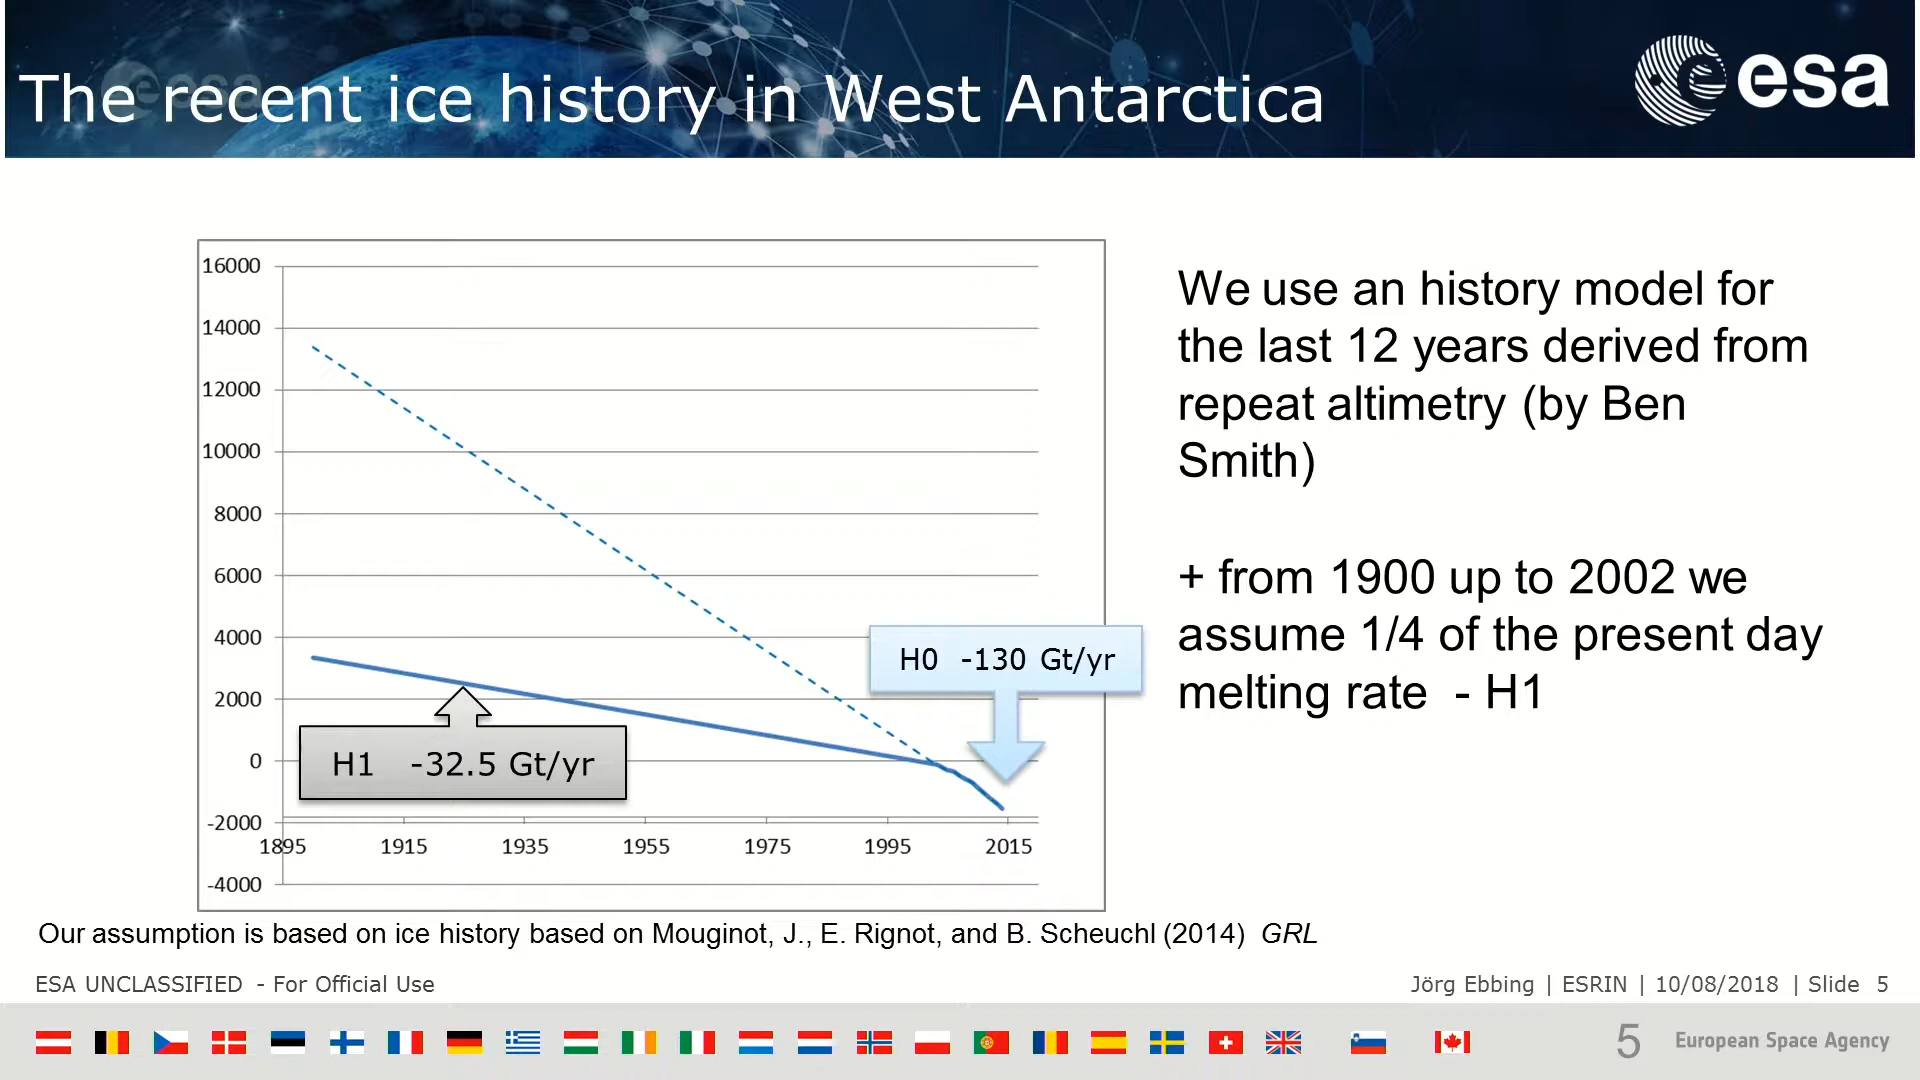 The recent ice history in West Antarctica
esa
esa
16000
14000
12000
10000
8000
6000
4000
2000
0
-2000
-4000
1895
1915
1935
1955
1975
1995
2015
H0 -130 Gt/yr
H1 -32.5 Gt/yr
We use an history model for
the last 12 years derived from
repeat altimetry (by Ben
Smith)
+ from 1900 up to 2002 we
assume 1/4 of the present day
melting rate - H1
Our assumption is based on ice history based on Mouginot, J., E. Rignot, and B. Scheuchl (2014) GRL
ESA UNCLASSIFIED - For Official Use
Jörg Ebbing | ESRIN | 10/08/2018 | Slide 5
5
European Space Agency